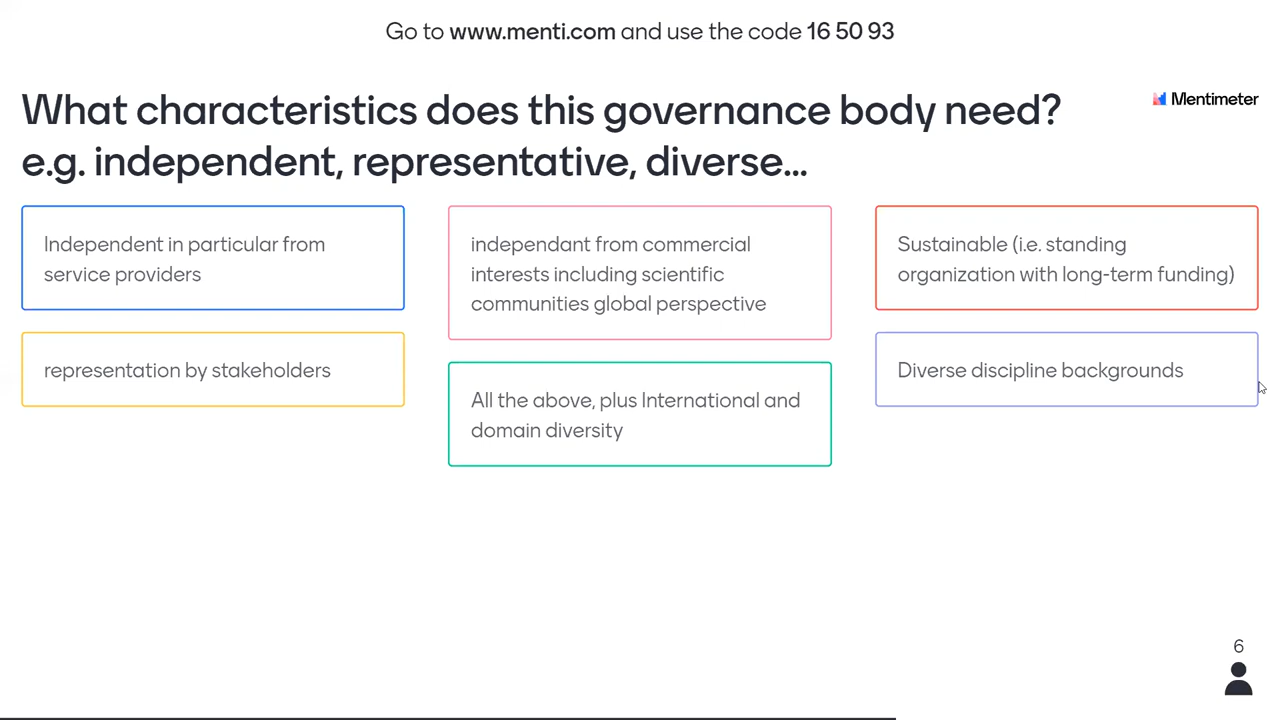 Go to www.menti.com and use the code 16 50 93
What characteristics does this governance body need?
e.g. independent, representative, diverse...
Mentimeter
Independent in particular from
service providers
independant from commercial
interests including scientific
communities global perspective
Sustainable (i.e. standing
organization with long-term funding)
representation by stakeholders
All the above, plus International and
domain diversity
Diverse discipline backgrounds
6